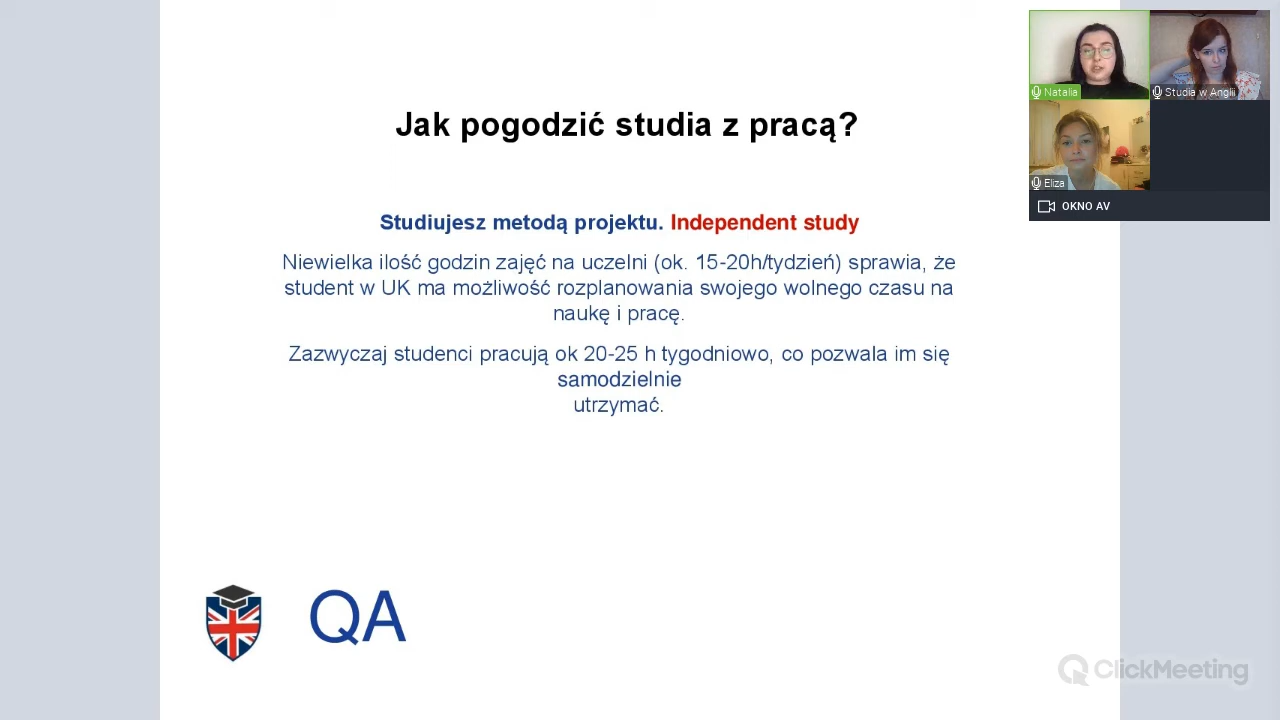 Jak pogodzić studia z pracą?
Studiujesz metodą projektu. Independent study
Niewielka ilość godzin zajęć na uczelni (ok. 15-20h/tydzień) sprawia, że
student w UK ma możliwość rozplanowania swojego wolnego czasu na
naukę i pracę.
Zazwyczaj studenci pracują ok 20-25 h tygodniowo, co pozwala im się
samodzielnie
utrzymać.
QA
Natalia
Studia w Anglii
Eliza
OKNO AV
ClickMeeting